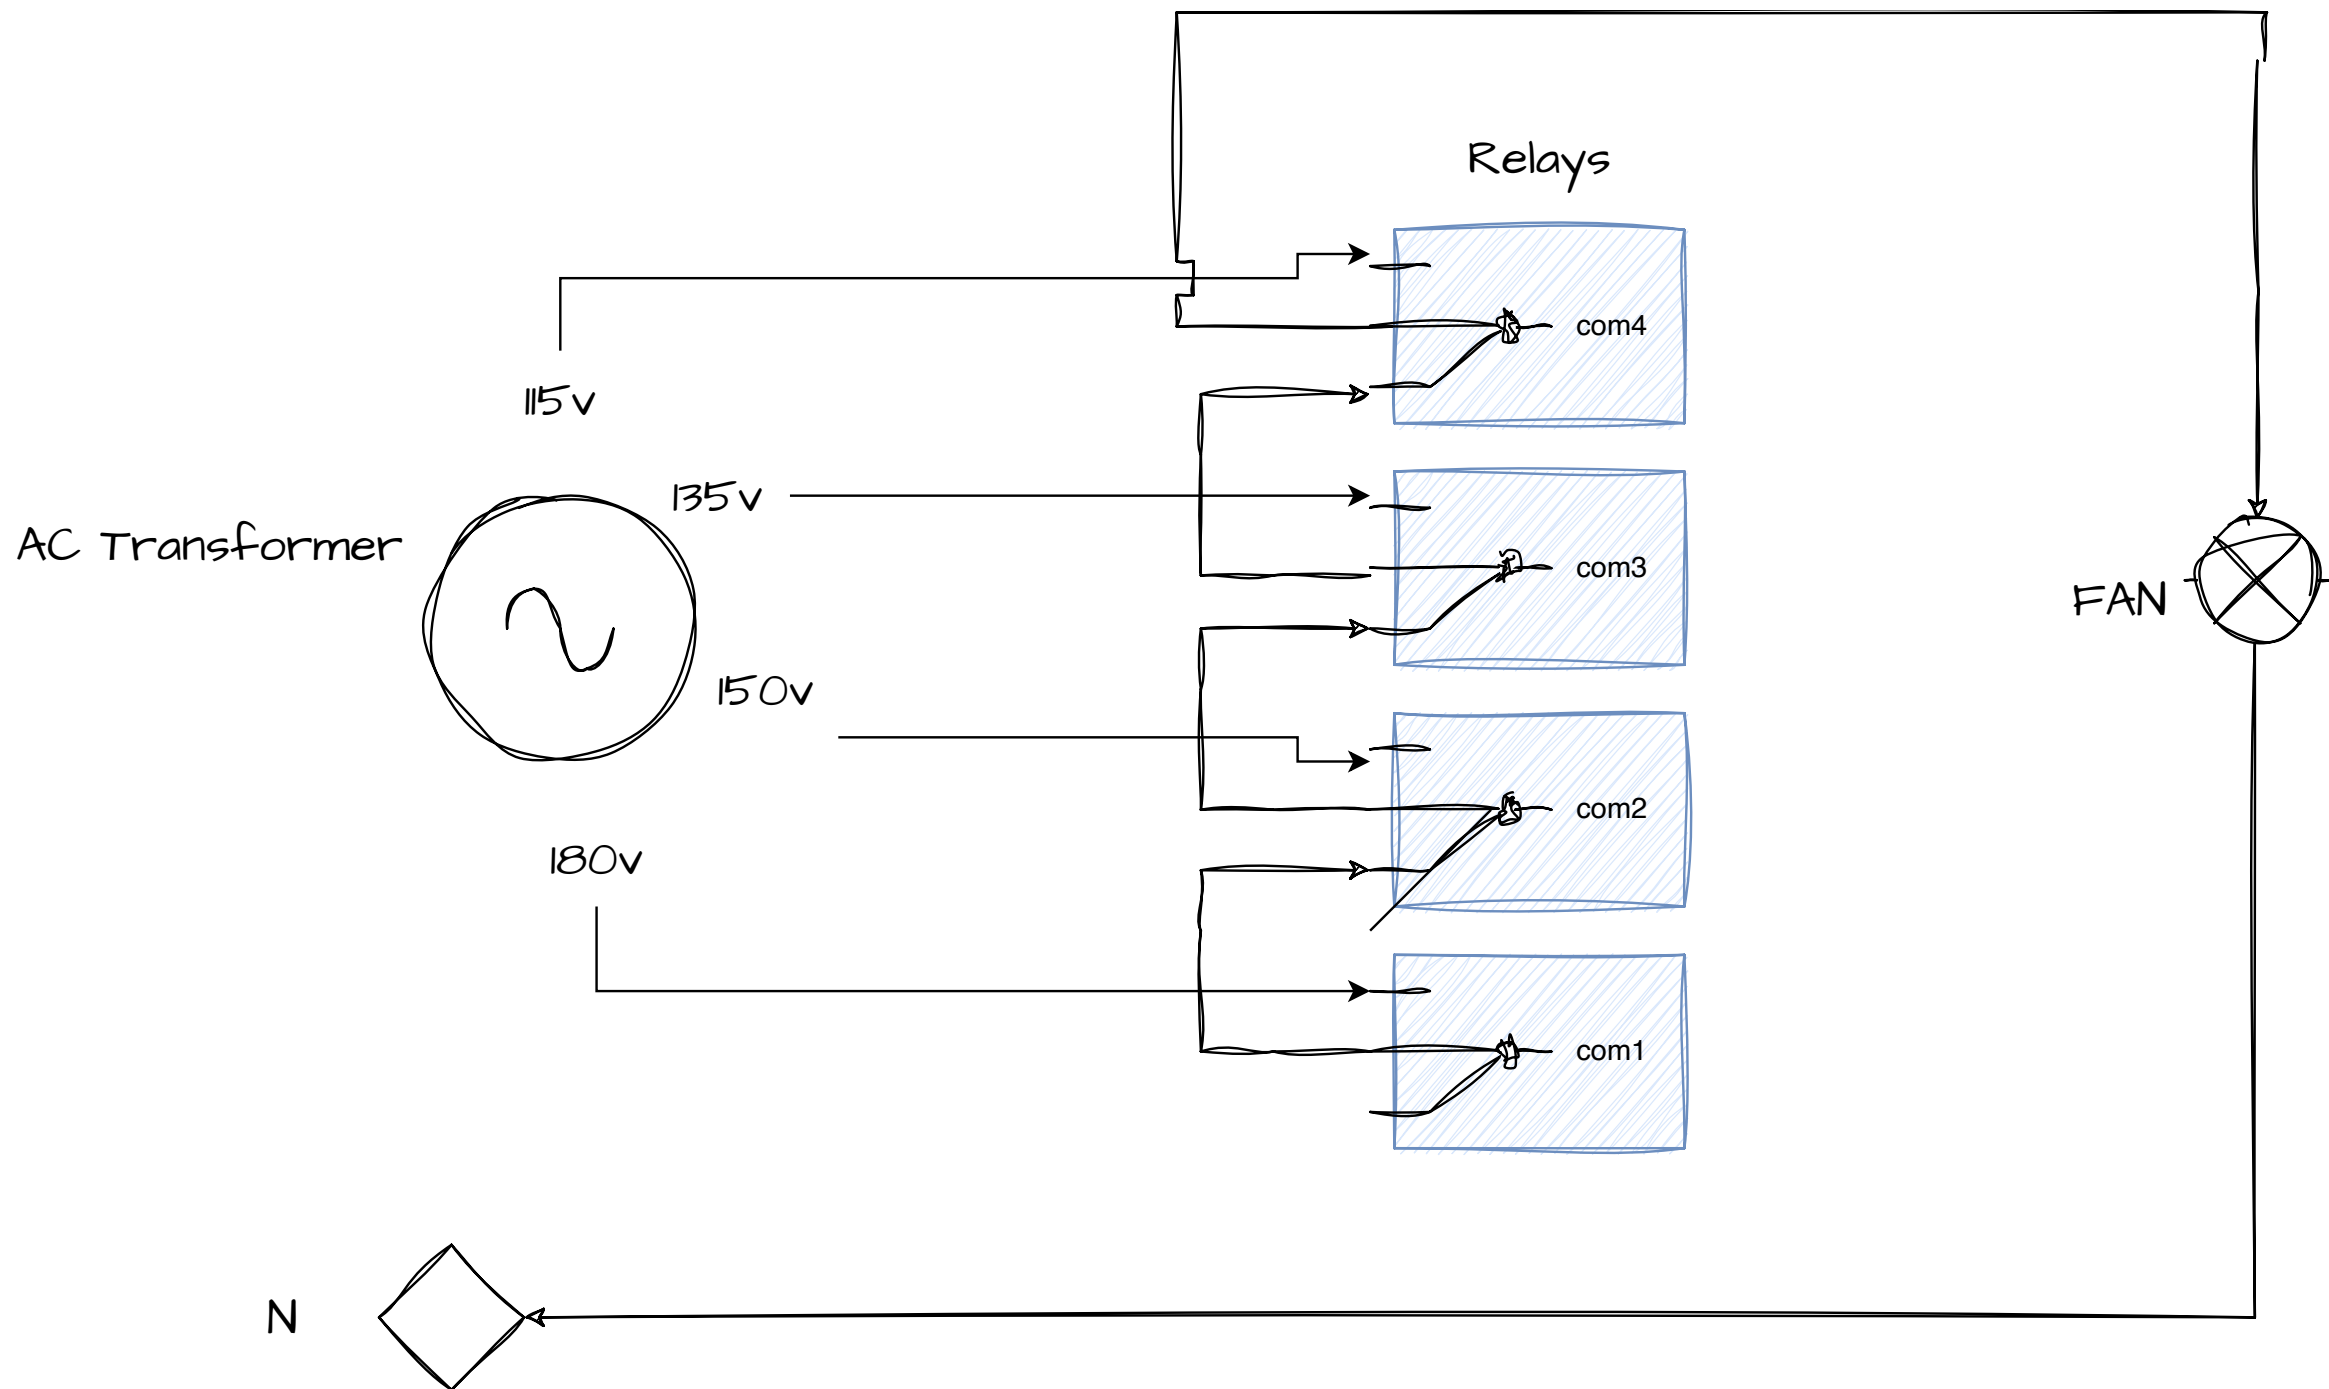 Relays
com4
115v
135v
AC Transformer
com3
FAN
150v
com2
180v
com1
N